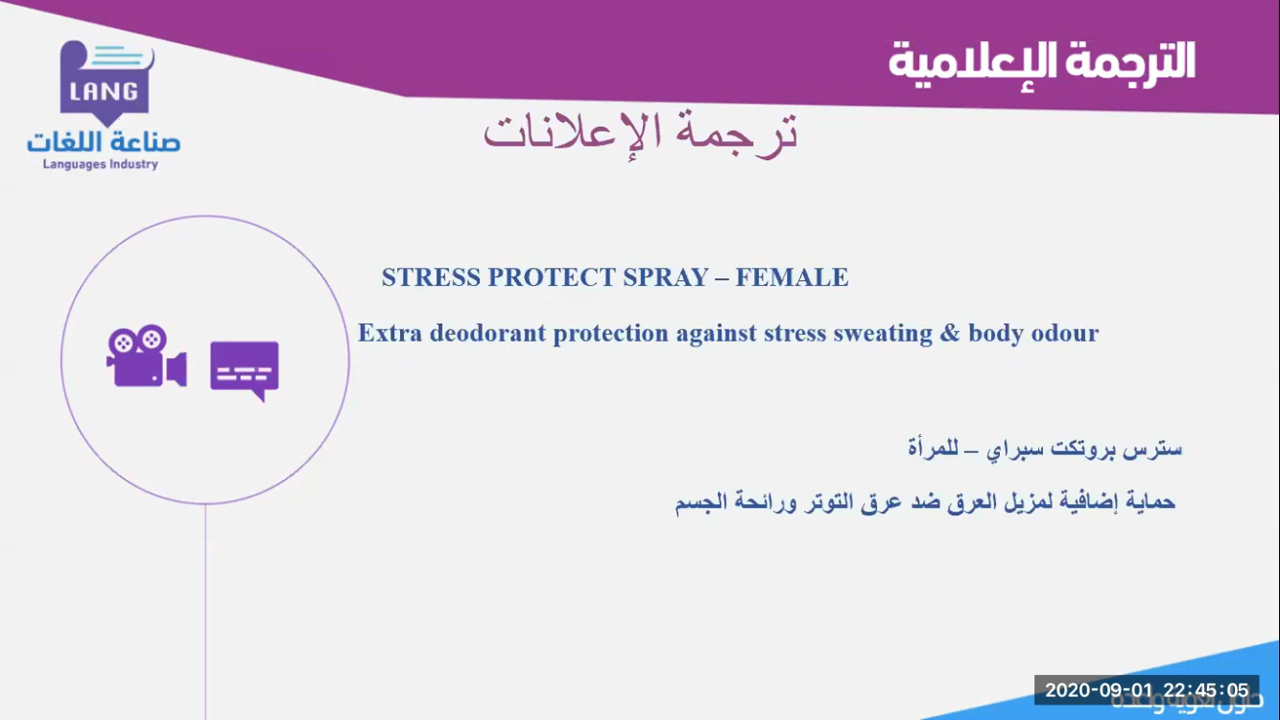 الترجمة الإعلامية
LANG
صناعة اللغات
Languages Industry
ترجمة الإعلانات
STRESS PROTECT SPRAY – FEMALE
Extra deodorant protection against stress sweating & body odour
سترس بروتكت سبراي – للمرأة
حماية إضافية لمزيل العرق ضد عرق التوتر ورائحة الجسم
2020-09-01 22:45:05